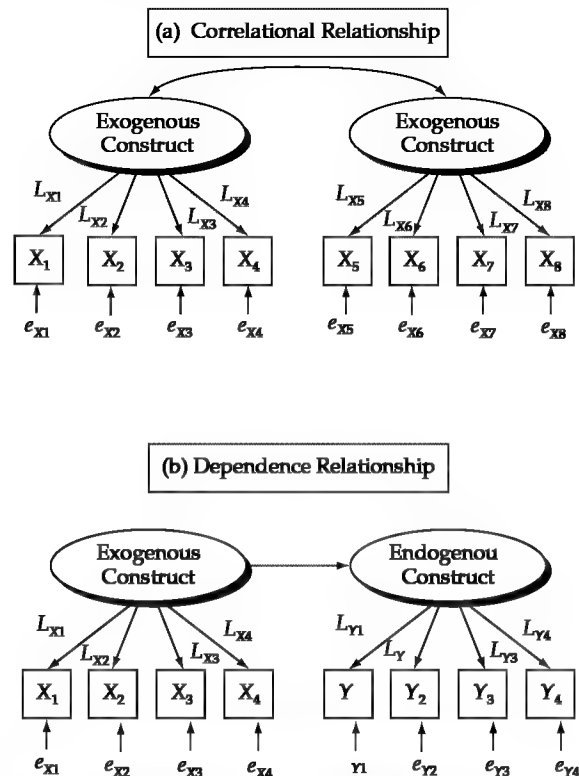 (a) Correlational Relationship
Exogenous Construct
Exogenous Construct
L_X1 L_X2 L_X3 L_X4 L_X5 L_X6 L_X7 L_X8
X_1 X_2 X_3 X_4 X_5 X_6 X_7 X_8
e_X1 e_X2 e_X3 e_X4 e_X5 e_X6 e_X7 e_X8
(b) Dependence Relationship
Exogenous Construct
Endogenou Construct
L_X1 L_X2 L_X3 L_X4 L_Y1 L_Y L_Y3 L_Y4
X_1 X_2 X_3 X_4 Y Y_2 Y_3 Y_4
e_X1 e_X2 e_X3 e_X4 Y1 e_Y2 e_Y3 e_Y4